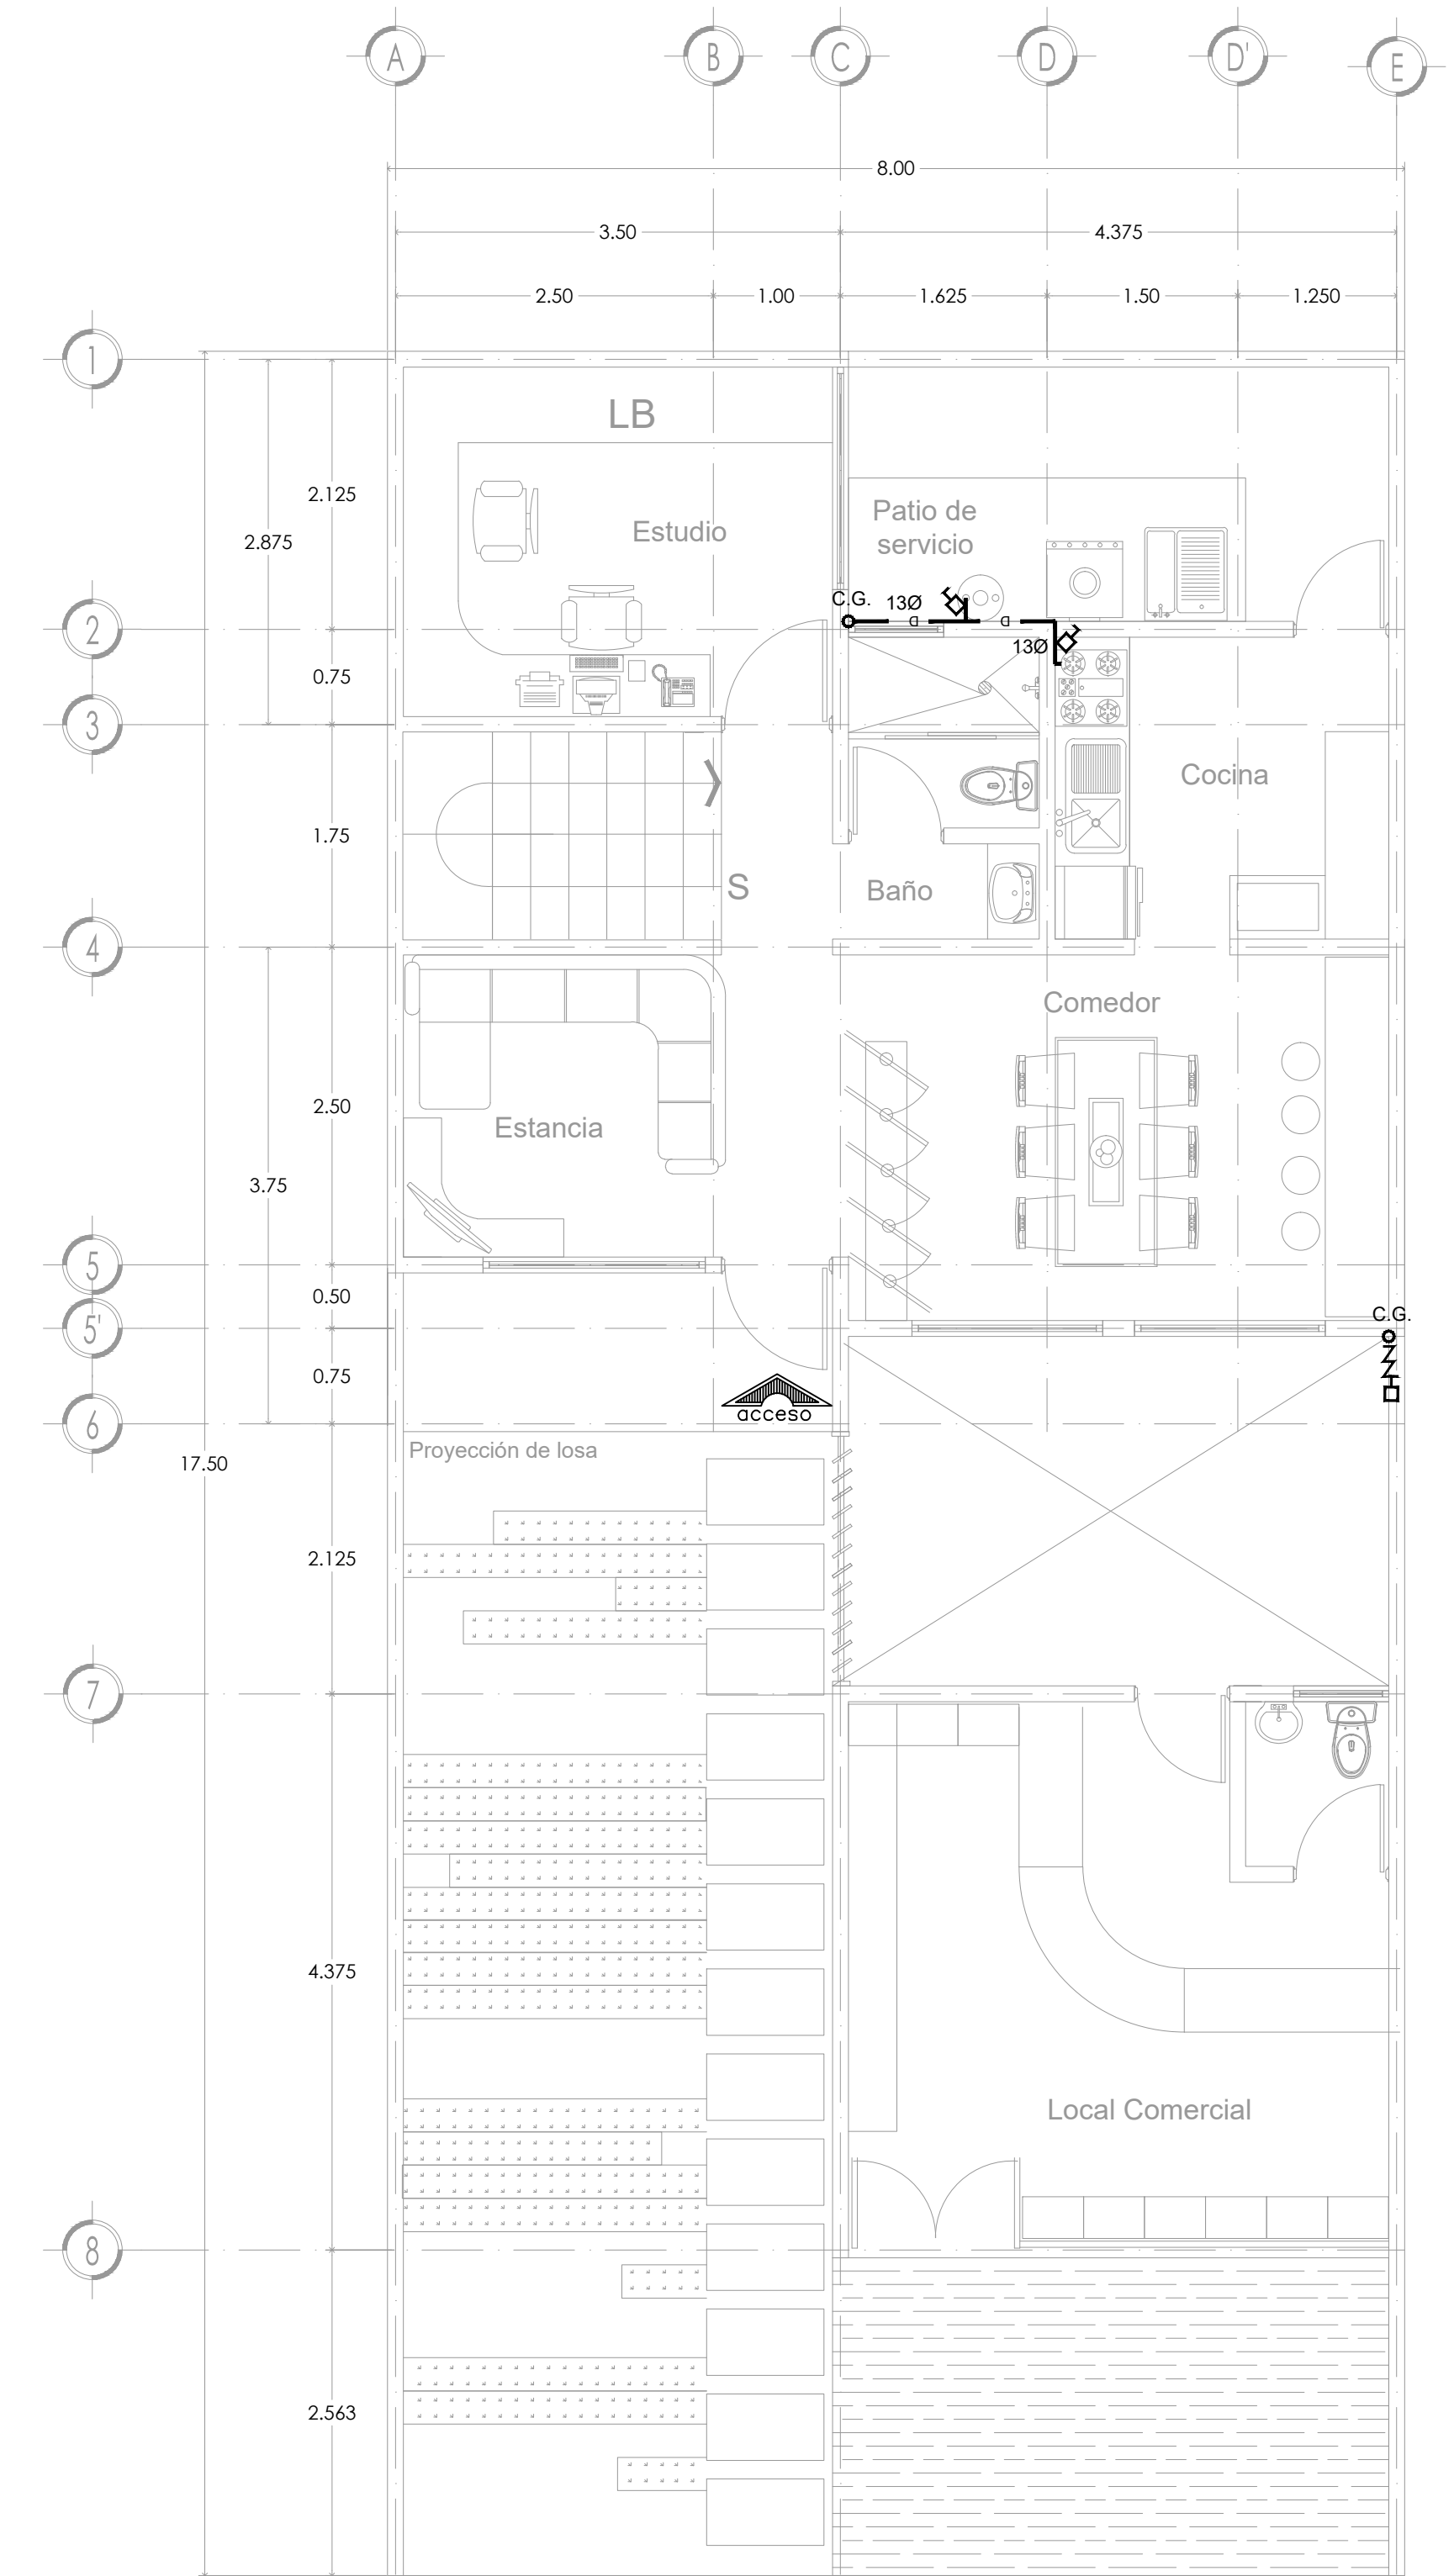 A B C D D' E
8.00
3.50 4.375
2.50 1.00 1.625 1.50 1.250
1
LB
2.125
Patio de
servicio
Estudio
2.875
C.G. 13Ø
2
13Ø
0.75
3
Cocina
1.75
S
Baño
4
Comedor
2.50
Estancia
3.75
5
0.50
C.G.
5'
0.75
acceso
6
Proyección de losa
17.50
2.125
7
4.375
Local Comercial
8
2.563